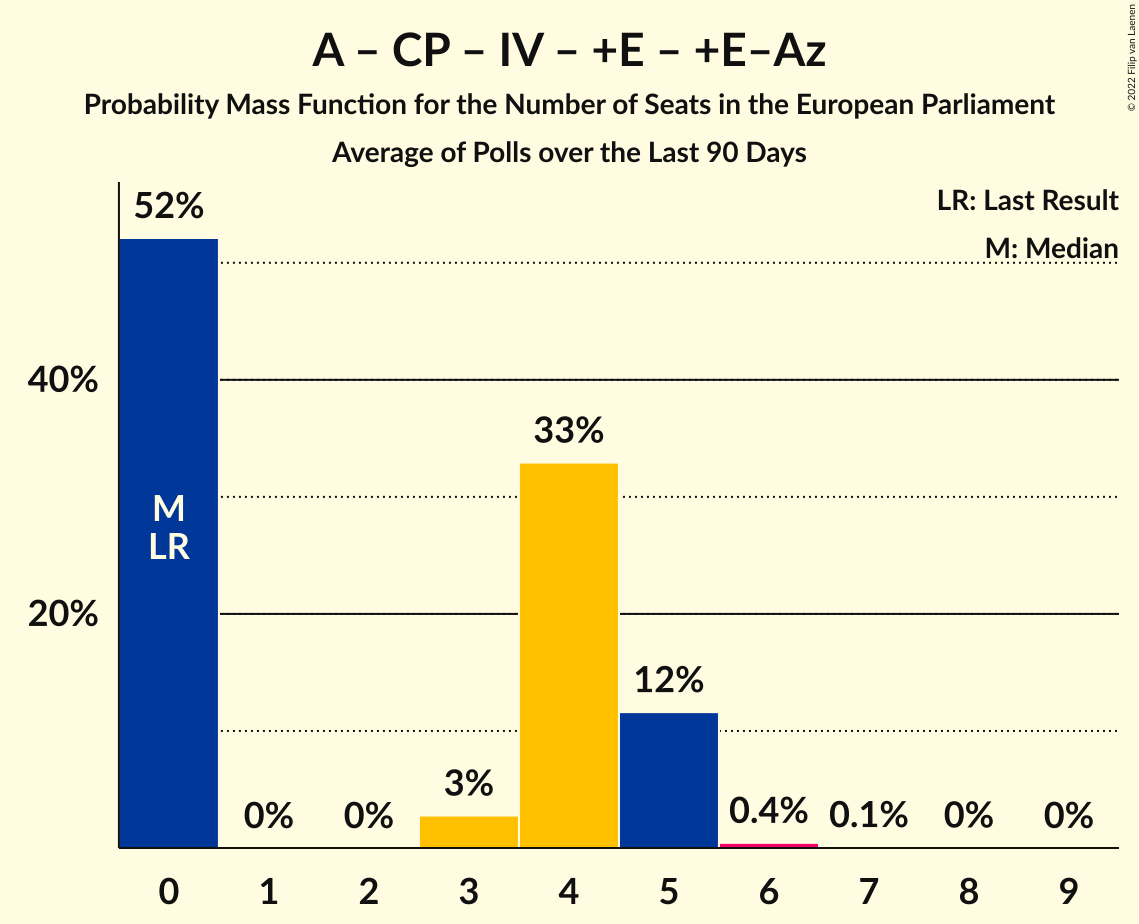 A – CP – IV – +E – +E–Az
Probability Mass Function for the Number of Seats in the European Parliament
Average of Polls over the Last 90 Days
© 2022 Filip van Laenen
LR: Last Result
M: Median
52%
40%
33%
M
LR
20%
12%
3%
0%
0%
0.4%
0.1%
0%
0%
0 1 2 3 4 5 6 7 8 9